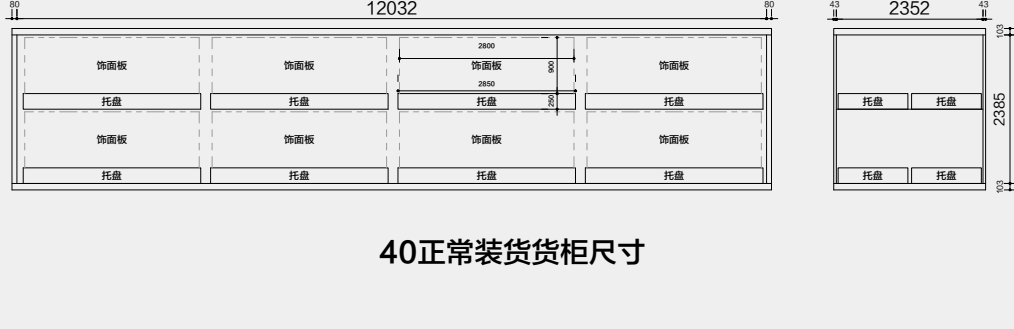 80 12032 80 43 2352 43
103
2800
饰面板 饰面板 饰面板 饰面板
900
2850
托盘 托盘 250 托盘 托盘 托盘 托盘
2385
饰面板 饰面板 饰面板 饰面板
托盘 托盘 托盘 托盘 托盘 托盘
103
40正常装货货柜尺寸